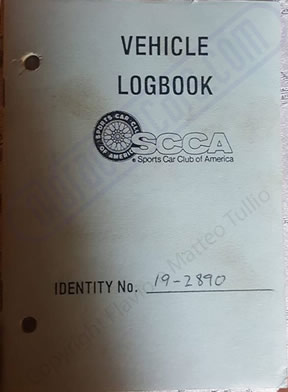 VEHICLE
LOGBOOK
SPORTS CAR CLUB
OF AMERICA
SCCA
Sports Car Club of America
IDENTITY No. 19-2890
Matteo Tullio